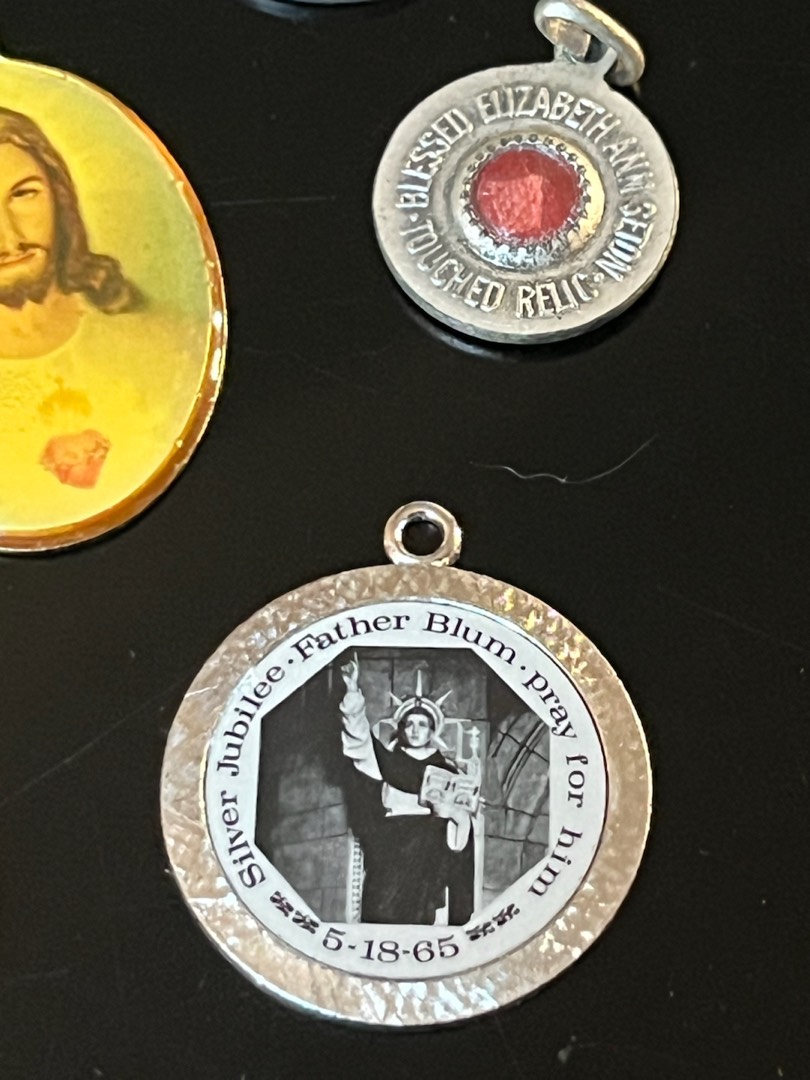 BLESSED ELIZABETH ANN SETON
· TOUCHED RELIC ·
Silver Jubilee · Father Blum · pray for him
5-18-65